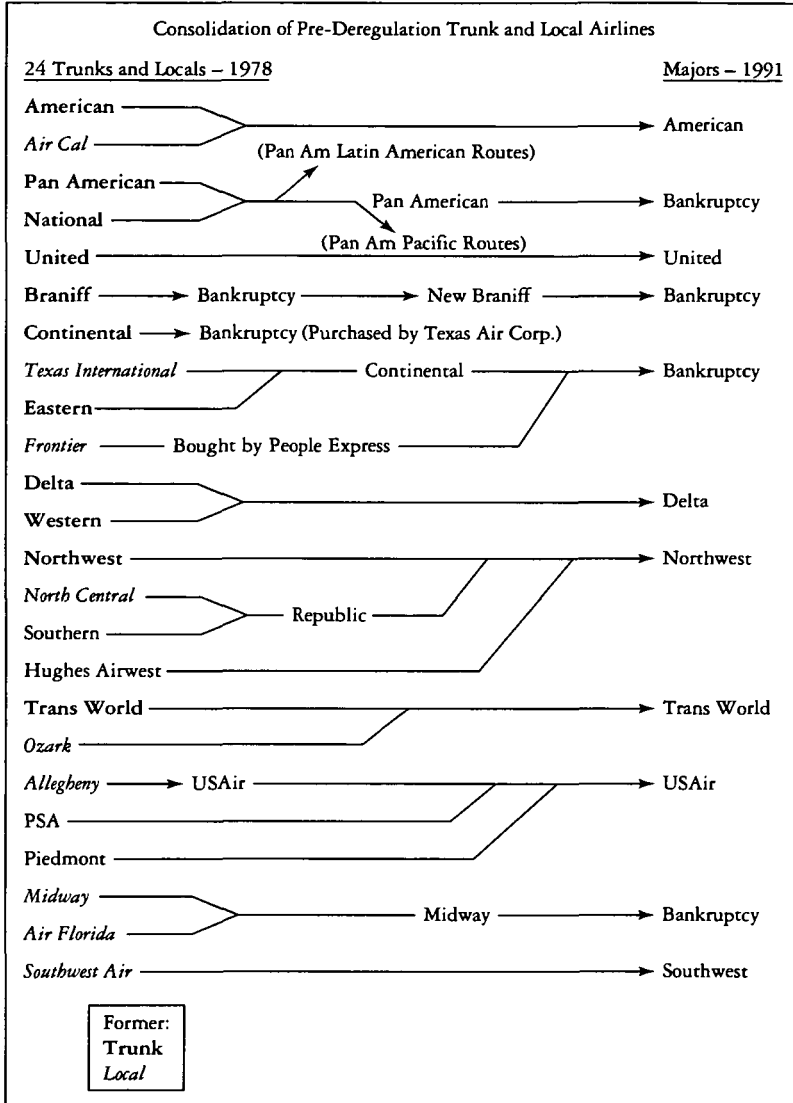 Consolidation of Pre-Deregulation Trunk and Local Airlines
24 Trunks and Locals – 1978 Majors – 1991
American
American
Air Cal
(Pan Am Latin American Routes)
Pan American
Pan American Bankruptcy
National
(Pan Am Pacific Routes)
United United
Braniff Bankruptcy New Braniff Bankruptcy
Continental Bankruptcy (Purchased by Texas Air Corp.)
Texas International Continental Bankruptcy
Eastern
Frontier Bought by People Express
Delta
Delta
Western
Northwest Northwest
North Central
Republic
Southern
Hughes Airwest
Trans World Trans World
Ozark
Allegheny USAir USAir
PSA
Piedmont
Midway
Midway Bankruptcy
Air Florida
Southwest Air Southwest
Former:
Trunk
Local